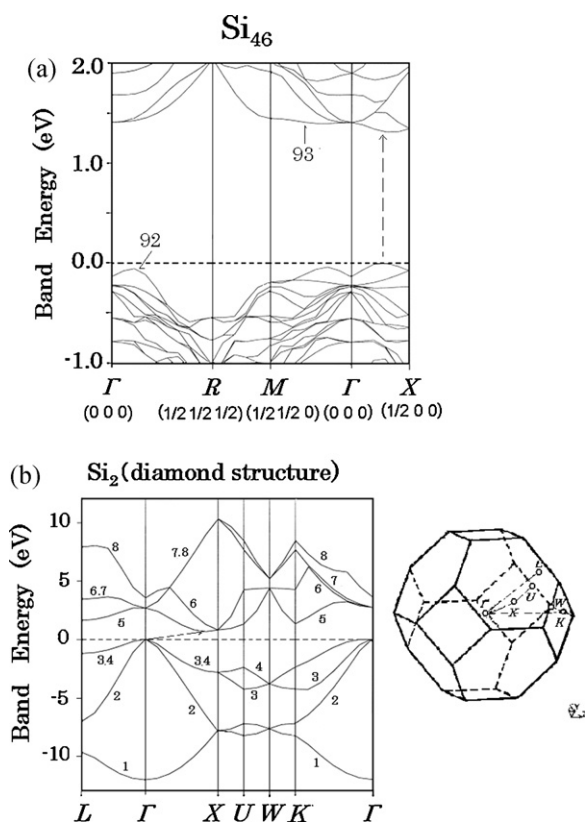 Si46
(a)
2.0
1.0
0.0
-1.0
Band Energy (eV)
92
93
Γ R M Γ X
(0 0 0) (1/2 1/2 1/2) (1/2 1/2 0) (0 0 0) (1/2 0 0)
(b) Si2(diamond structure)
10
5
0
-5
-10
Band Energy (eV)
8
6.7
5
3.4
2
1
7.8
6
3.4
2
4
3
8
7
6
5
3
2
1
L Γ X U W K Γ
L
U
Γ
X
W
K